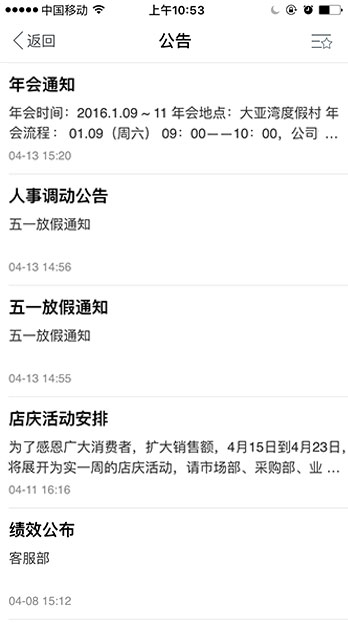 中国移动 上午10:53
返回 公告
年会通知
年会时间：2016.1.09 ~ 11 年会地点：大亚湾度假村 年
会流程： 01.09（周六） 09：00——10：00，公司 ...
04-13 15:20
人事调动公告
五一放假通知
04-13 14:56
五一放假通知
五一放假通知
04-13 14:55
店庆活动安排
为了感恩广大消费者，扩大销售额，4月15日到4月23日，
将展开为实一周的店庆活动，请市场部、采购部、业 ...
04-11 16:16
绩效公布
客服部
04-08 15:12